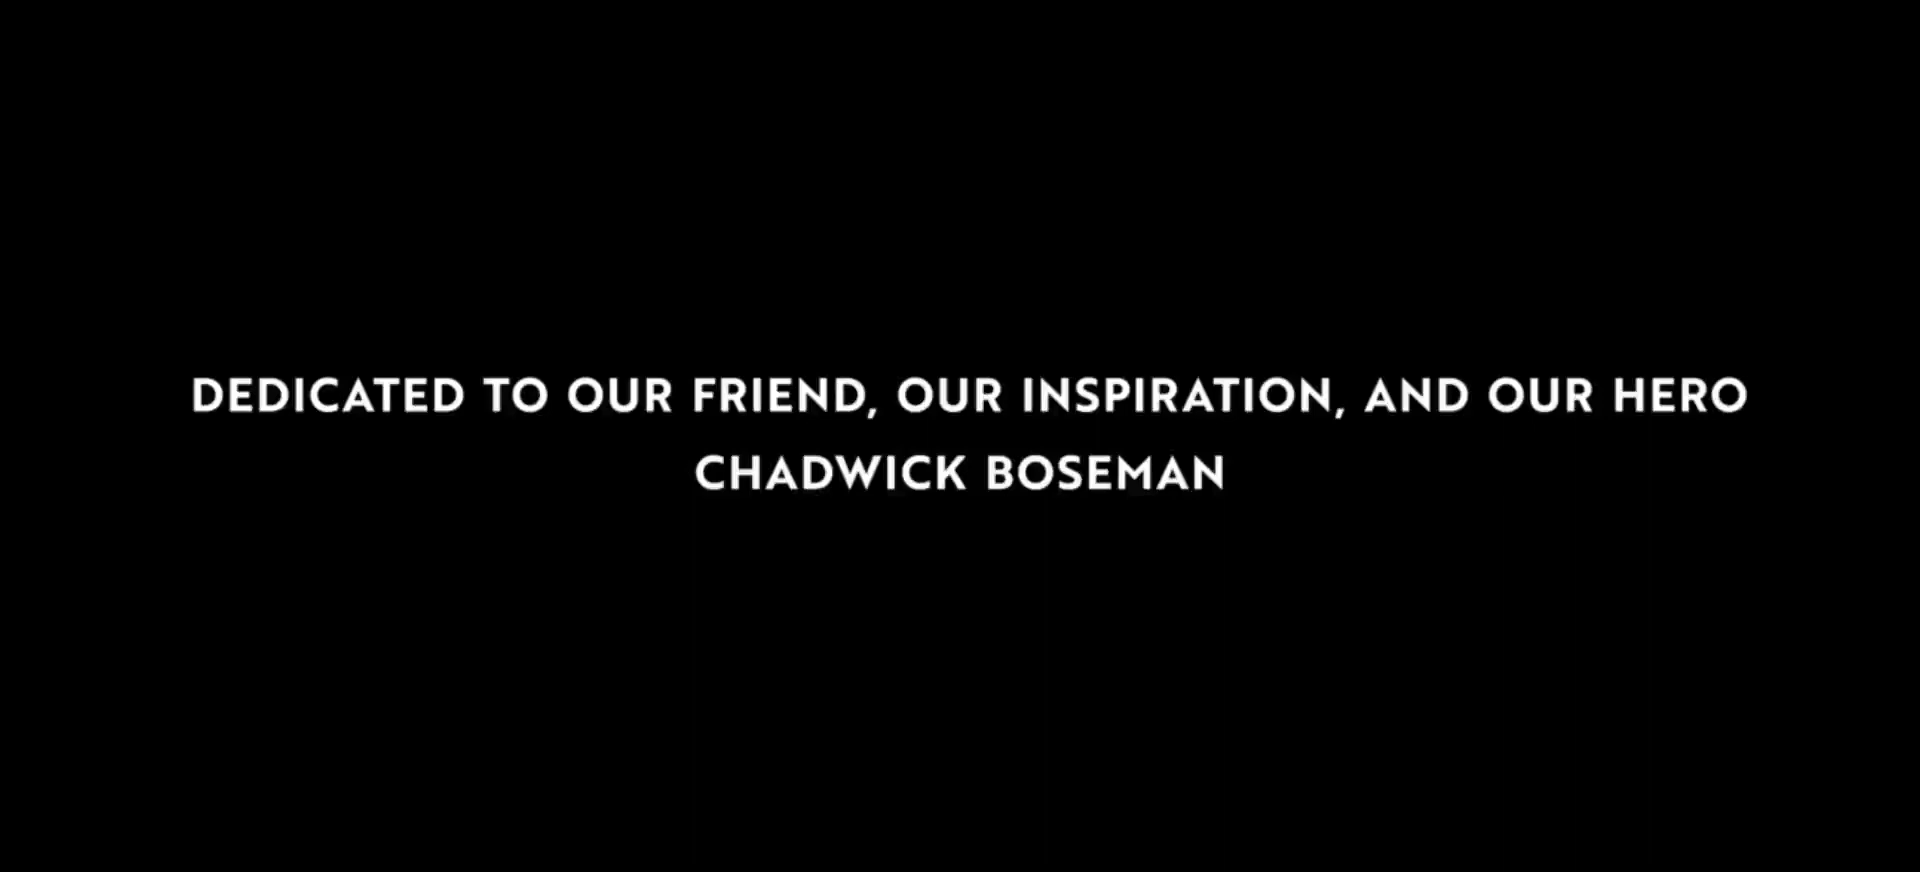 DEDICATED TO OUR FRIEND, OUR INSPIRATION, AND OUR HERO
CHADWICK BOSEMAN